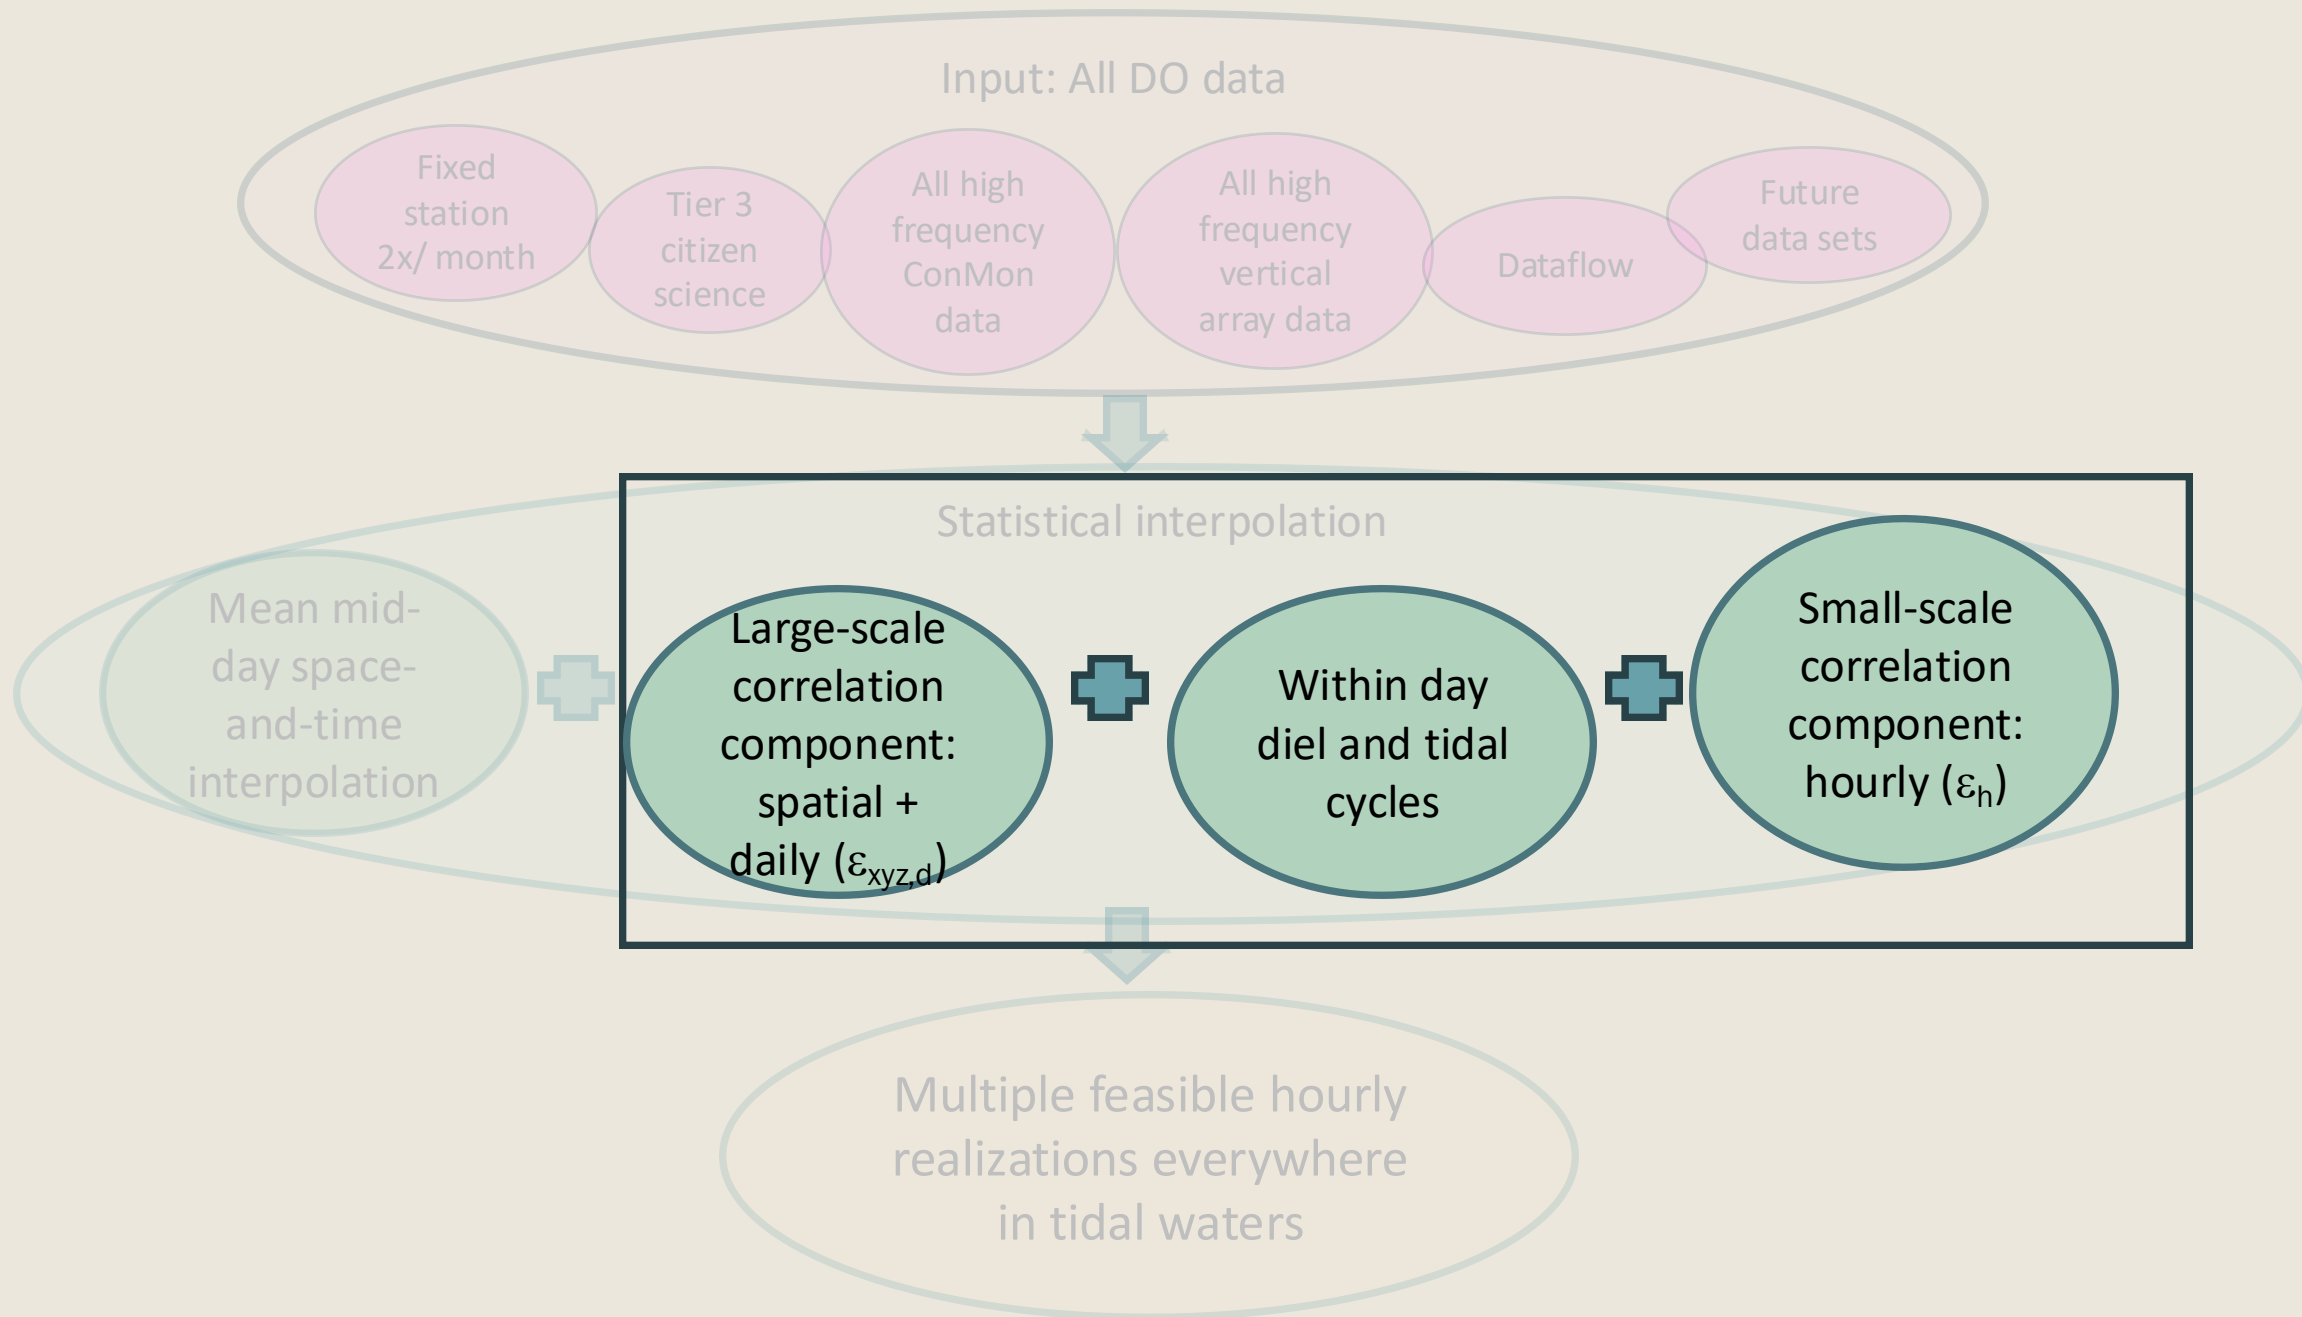 Input: All DO data
Fixed
station
2x/ month
Tier 3
citizen
science
All high
frequency
ConMon
data
All high
frequency
vertical
array data
Dataflow
Future
data sets
Statistical interpolation
Mean mid-
day space-
and-time
interpolation
Large-scale
correlation
component:
spatial +
daily (εxyz,d)
Within day
diel and tidal
cycles
Small-scale
correlation
component:
hourly (εh)
Multiple feasible hourly
realizations everywhere
in tidal waters